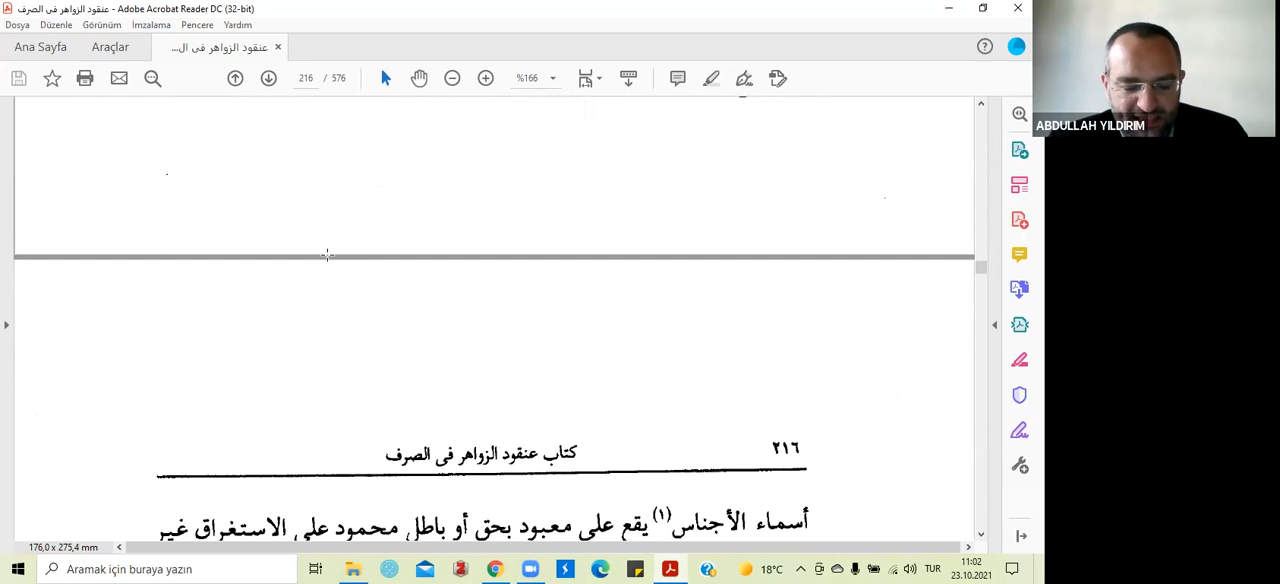 عنقود الزواهر فى الصرف - Adobe Acrobat Reader DC (32-bit)
Dosya Düzenle Görünüm İmzalama Pencere Yardım
Ana Sayfa Araçlar عنقود الزواهر فى ال... ×
216 / 576 %166
ABDULLAH YILDIRIM
٢١٦ كتاب عنقود الزواهر فى الصرف
أسماء الأجناس(١) يقع على معبود بحق أو باطل محمود على الاستغراق غير
176,0 x 275,4 mm
Aramak için buraya yazın
18°C TUR 11:02
23.10.2021